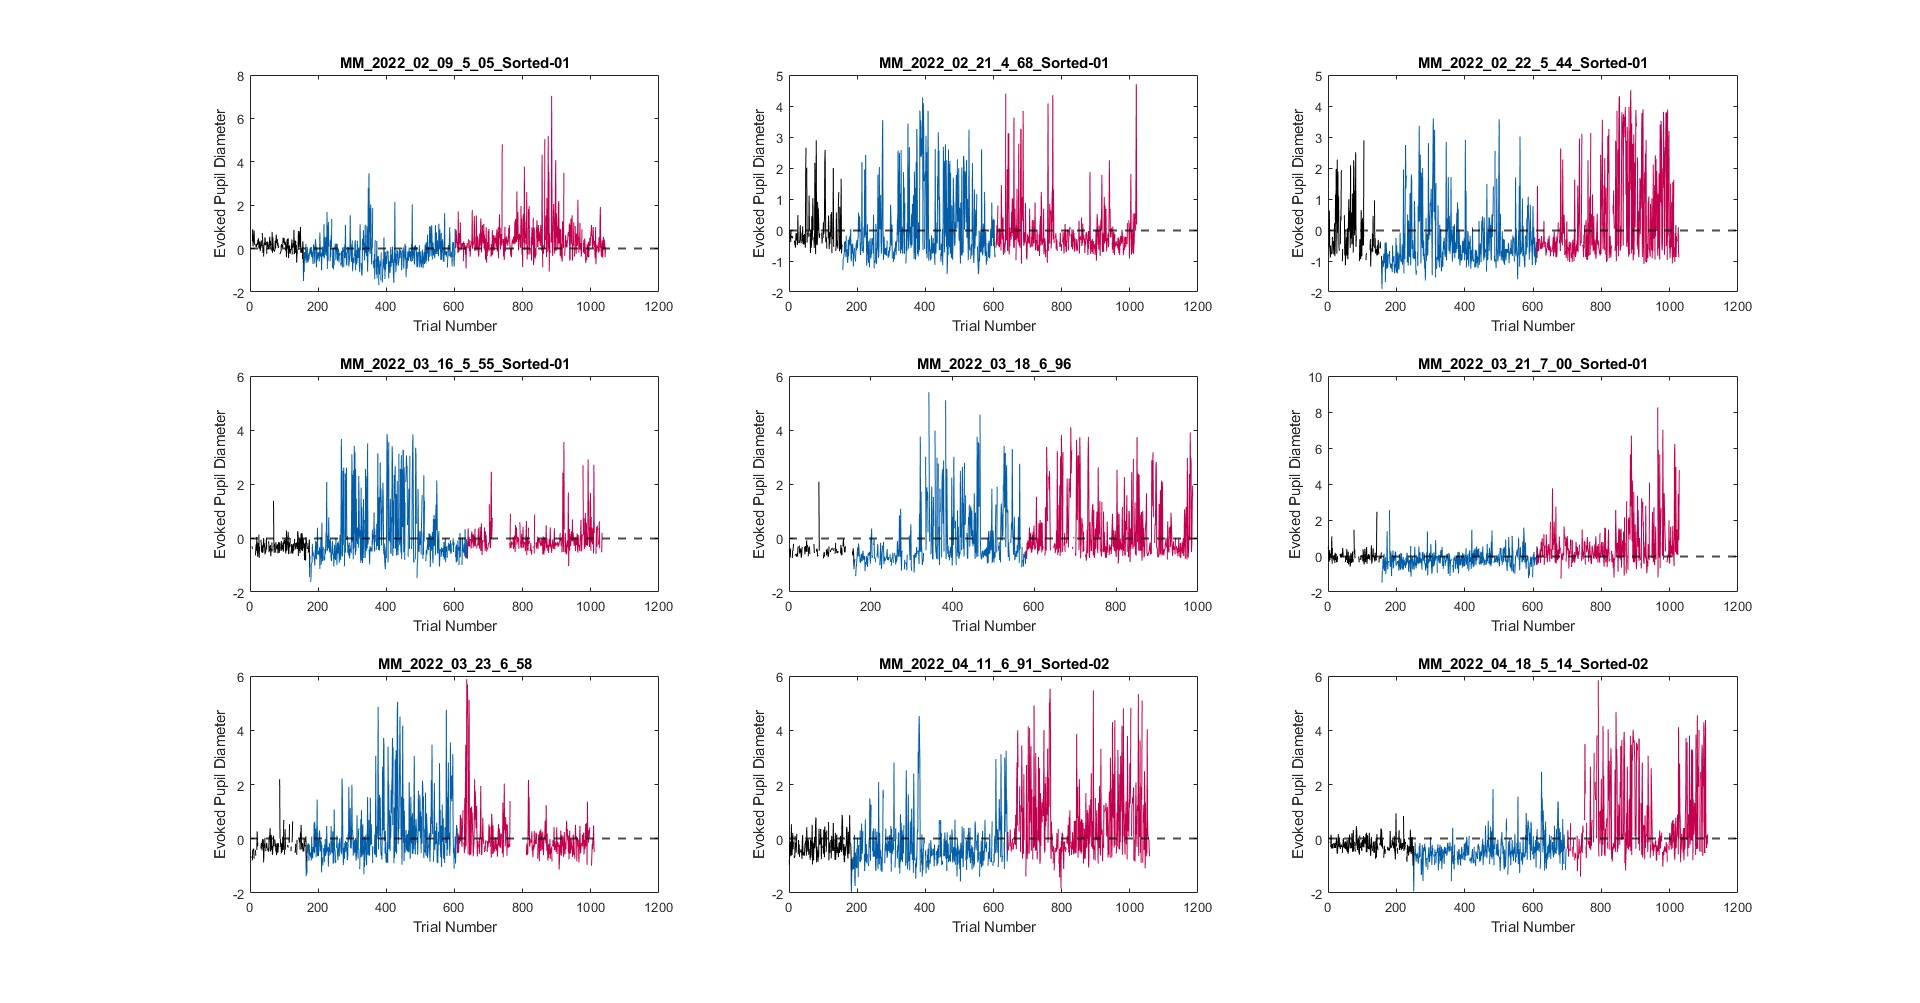 MM_2022_02_09_5_05_Sorted-01
Evoked Pupil Diameter
8
6
4
2
0
-2
0 200 400 600 800 1000 1200
Trial Number
MM_2022_02_21_4_68_Sorted-01
Evoked Pupil Diameter
5
4
3
2
1
0
-1
-2
0 200 400 600 800 1000 1200
Trial Number
MM_2022_02_22_5_44_Sorted-01
Evoked Pupil Diameter
5
4
3
2
1
0
-1
-2
0 200 400 600 800 1000 1200
Trial Number
MM_2022_03_16_5_55_Sorted-01
Evoked Pupil Diameter
6
4
2
0
-2
0 200 400 600 800 1000 1200
Trial Number
MM_2022_03_18_6_96
Evoked Pupil Diameter
6
4
2
0
-2
0 200 400 600 800 1000
Trial Number
MM_2022_03_21_7_00_Sorted-01
Evoked Pupil Diameter
10
8
6
4
2
0
-2
0 200 400 600 800 1000 1200
Trial Number
MM_2022_03_23_6_58
Evoked Pupil Diameter
6
4
2
0
-2
0 200 400 600 800 1000 1200
Trial Number
MM_2022_04_11_6_91_Sorted-02
Evoked Pupil Diameter
6
4
2
0
-2
0 200 400 600 800 1000 1200
Trial Number
MM_2022_04_18_5_14_Sorted-02
Evoked Pupil Diameter
6
4
2
0
-2
0 200 400 600 800 1000 1200
Trial Number